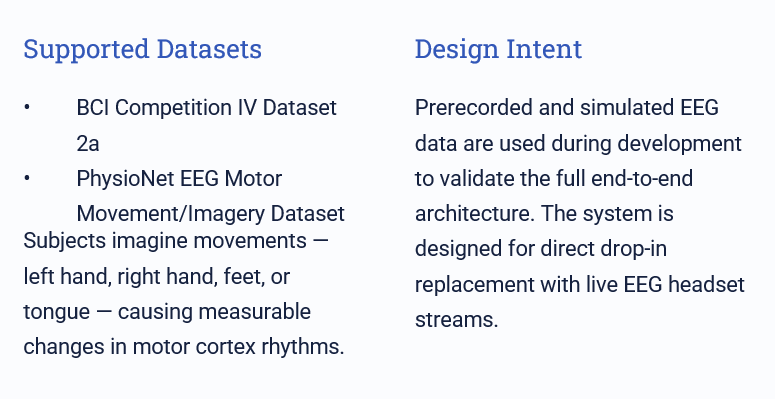 Supported Datasets
• BCI Competition IV Dataset
2a
• PhysioNet EEG Motor
Movement/Imagery Dataset
Subjects imagine movements —
left hand, right hand, feet, or
tongue — causing measurable
changes in motor cortex rhythms.
Design Intent
Prerecorded and simulated EEG
data are used during development
to validate the full end-to-end
architecture. The system is
designed for direct drop-in
replacement with live EEG headset
streams.